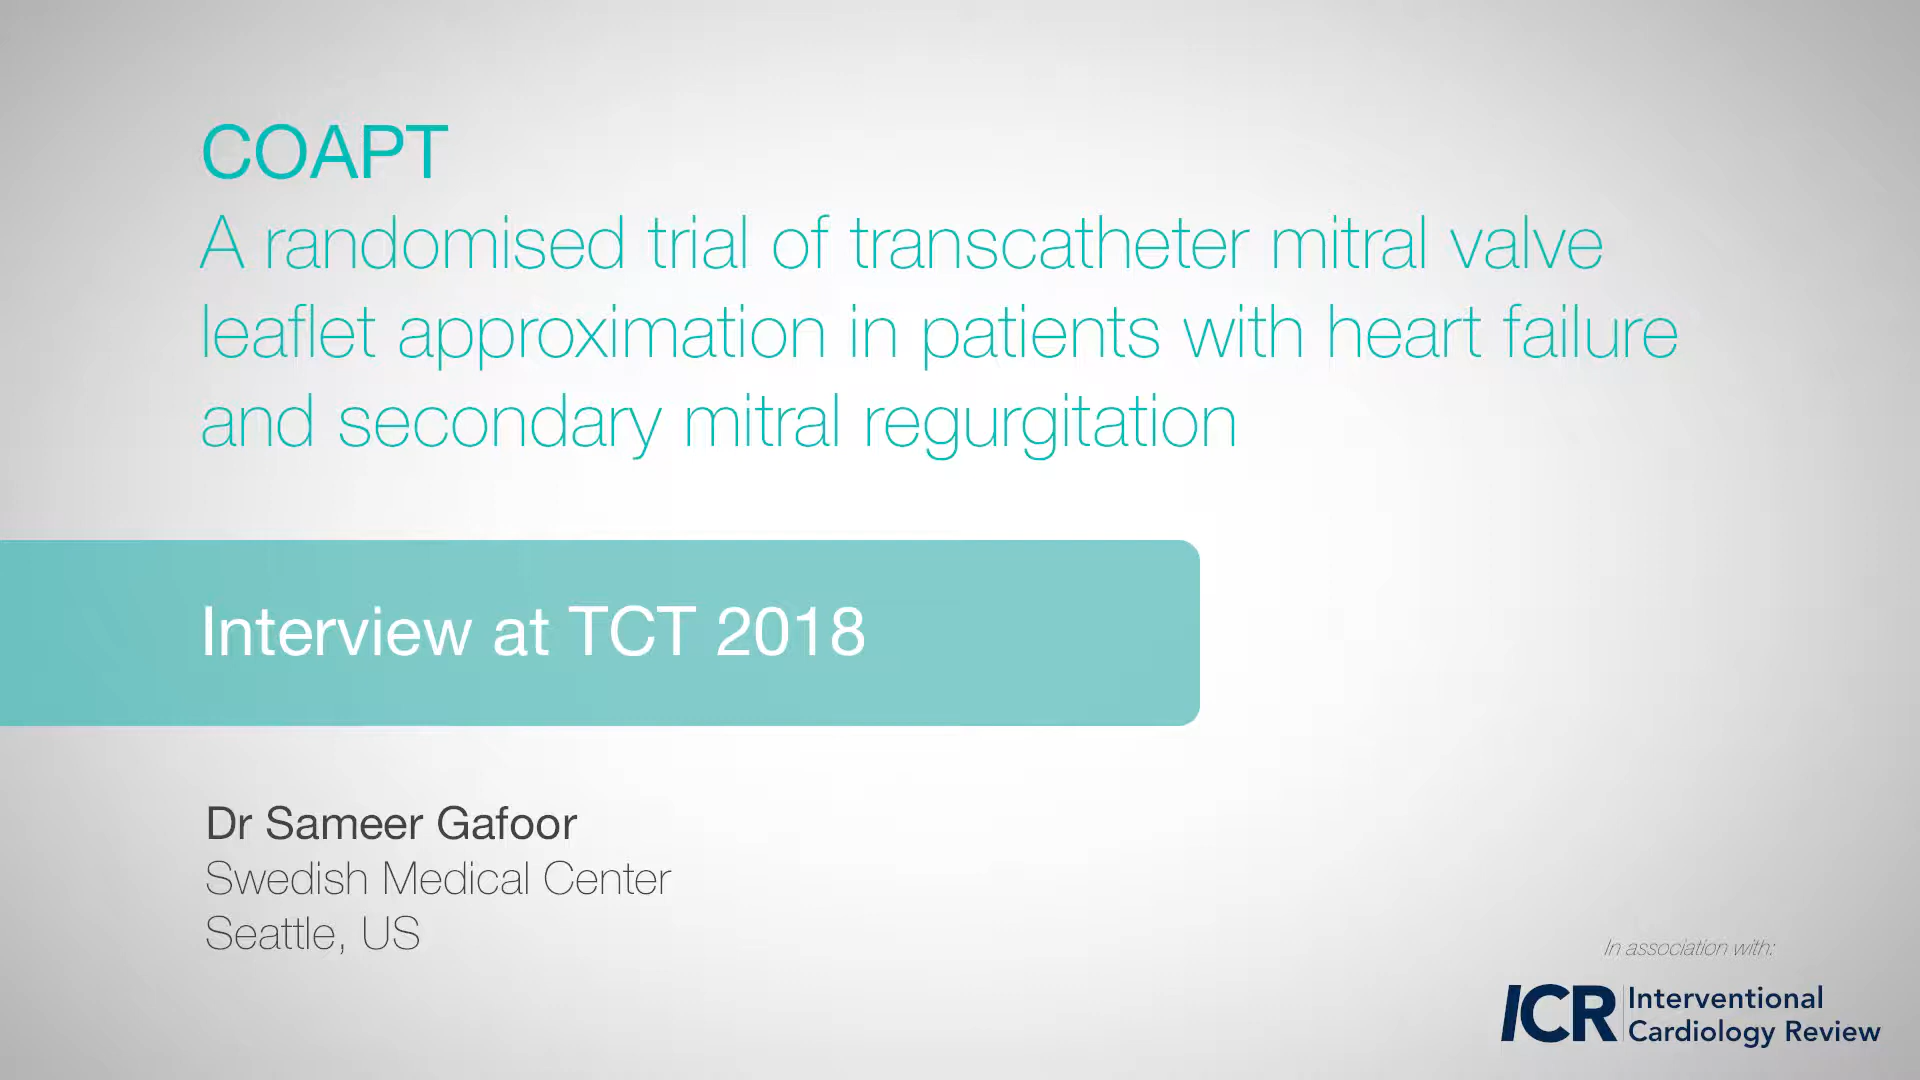 COAPT
A randomised trial of transcatheter mitral valve
leaflet approximation in patients with heart failure
and secondary mitral regurgitation
Interview at TCT 2018
Dr Sameer Gafoor
Swedish Medical Center
Seattle, US
In association with:
ICR Interventional
Cardiology Review